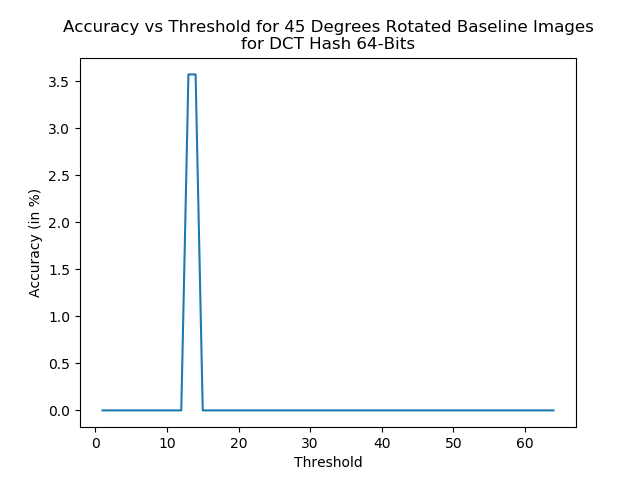 Accuracy vs Threshold for 45 Degrees Rotated Baseline Images
for DCT Hash 64-Bits
3.5
3.0
2.5
2.0
1.5
1.0
0.5
0.0
Accuracy (in %)
0 10 20 30 40 50 60
Threshold